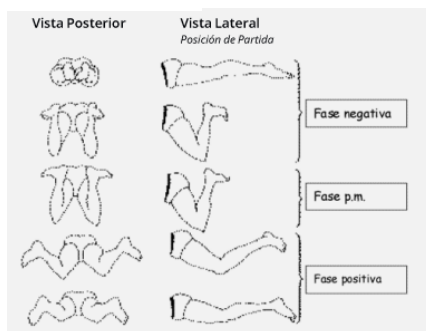 Vista Posterior
Vista Lateral
Posición de Partida
Fase negativa
Fase p.m.
Fase positiva